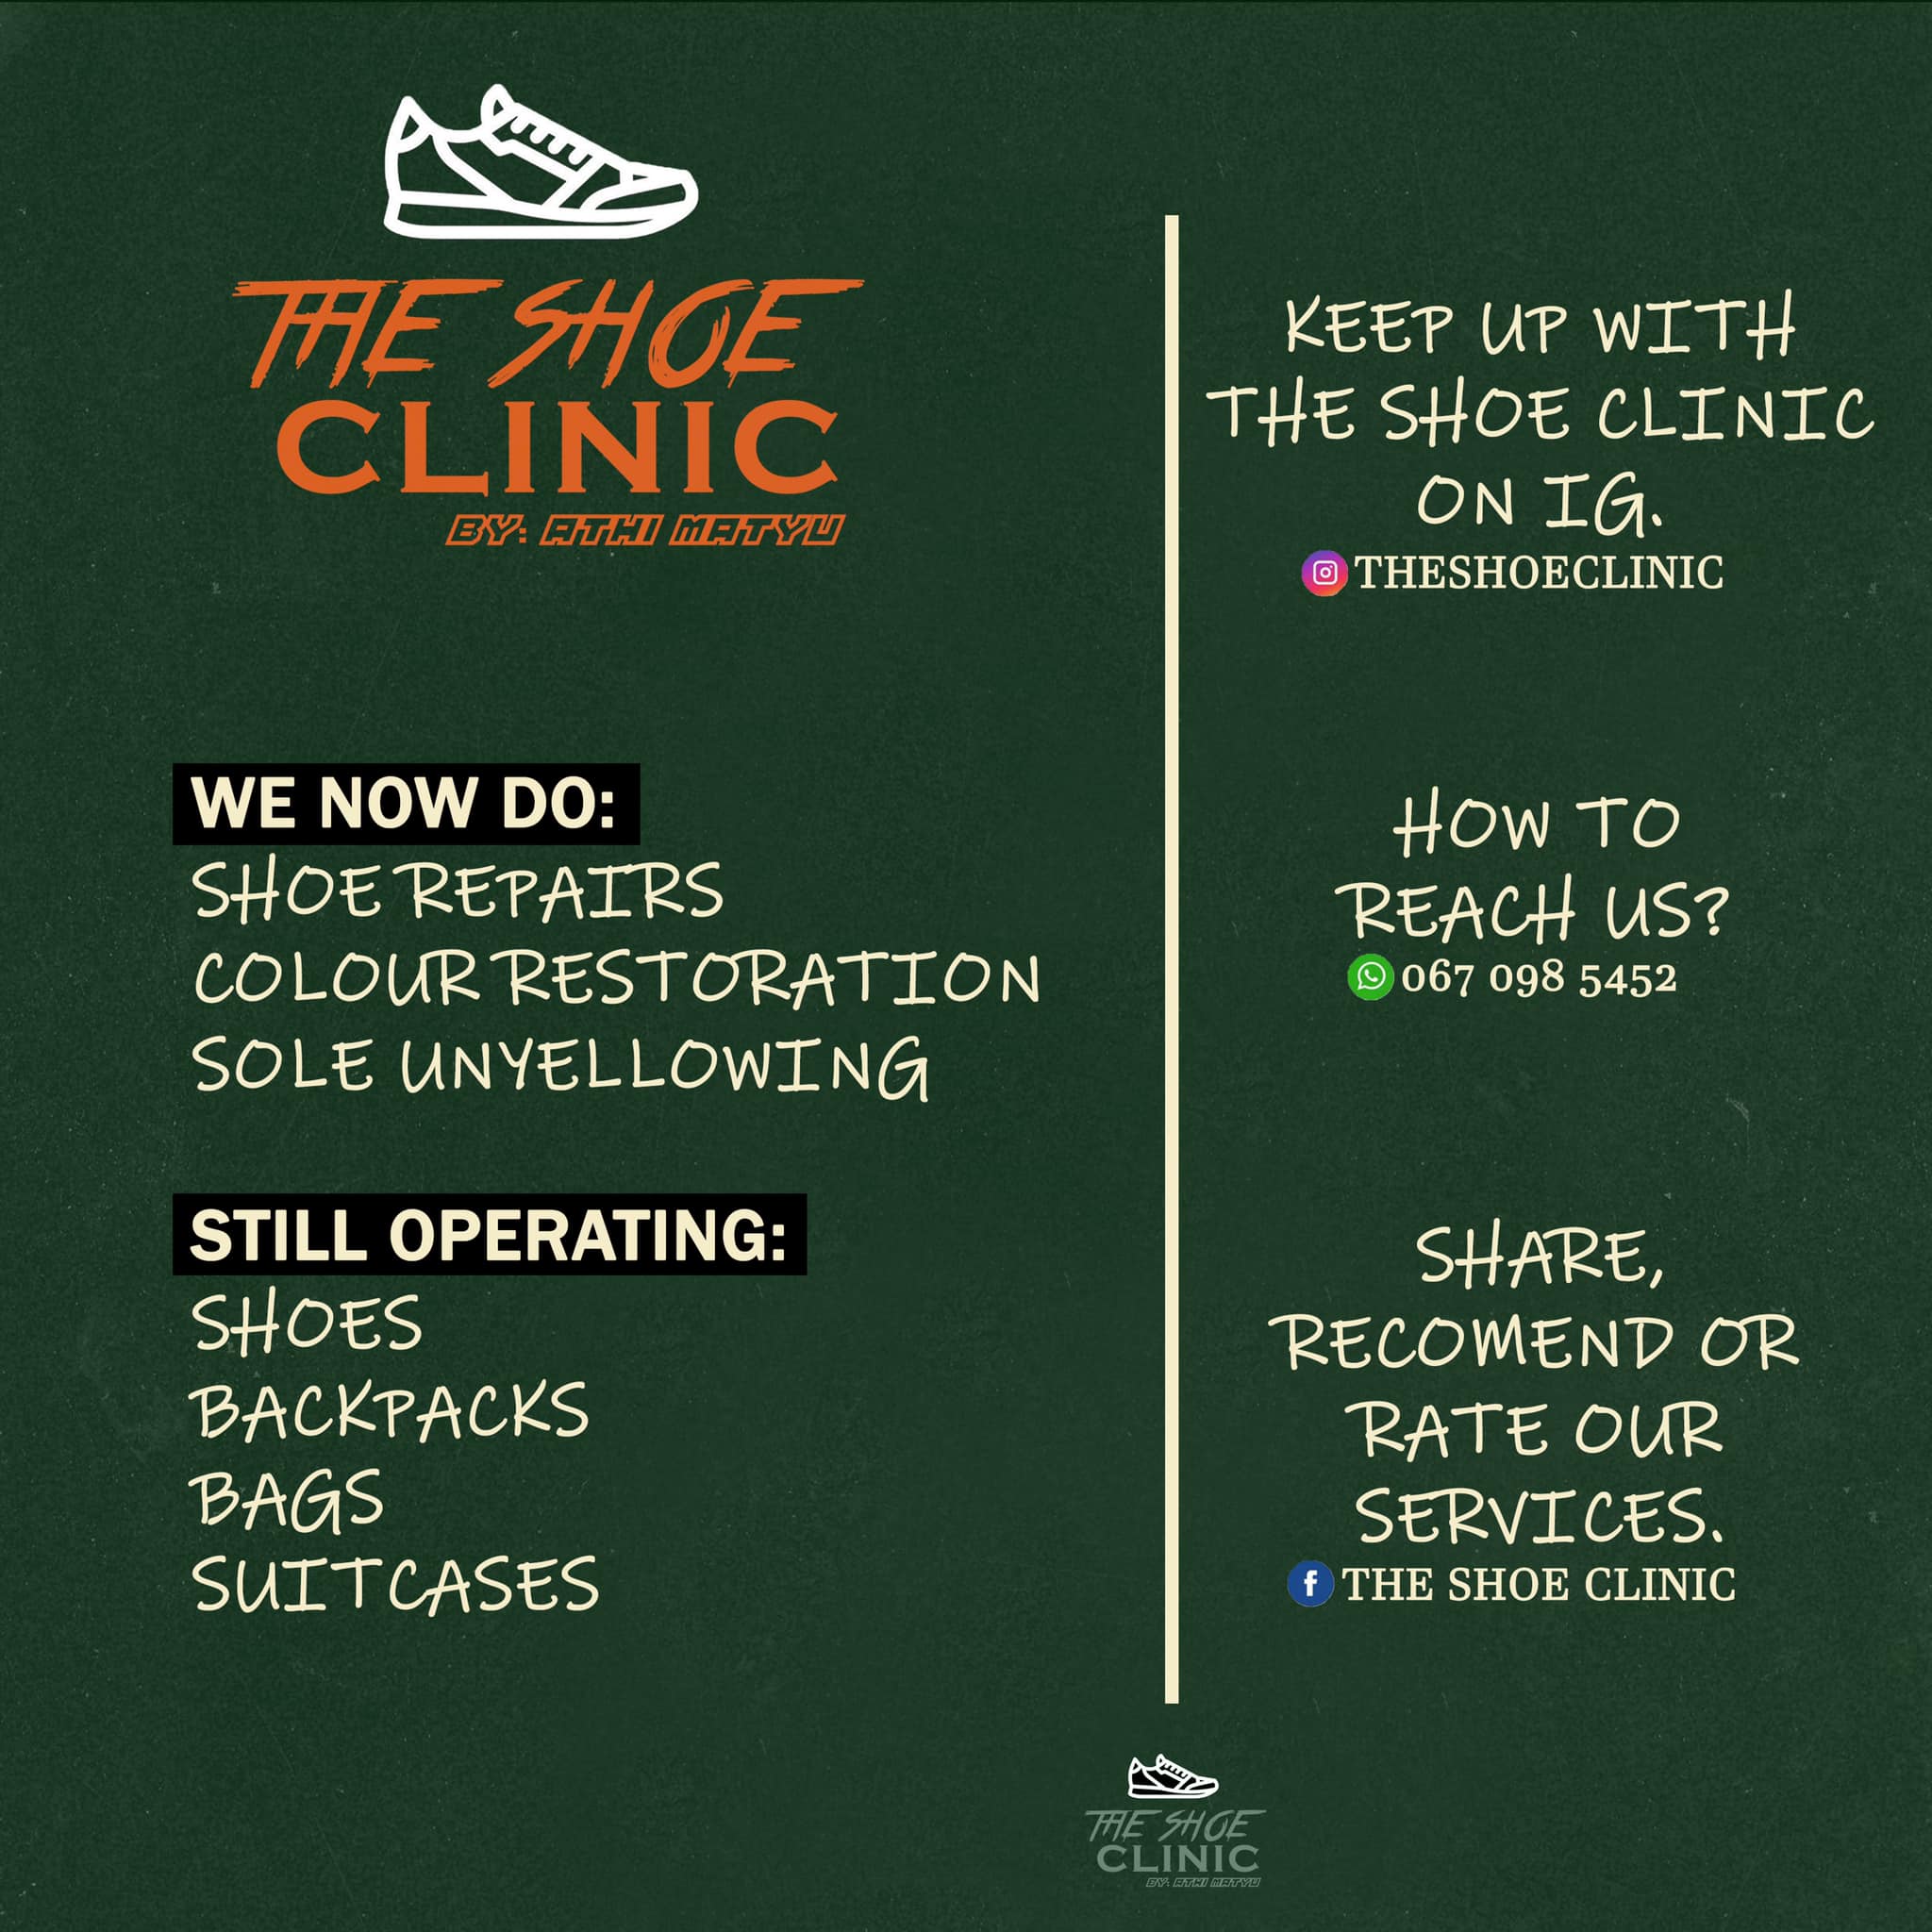 THE SHOE
CLINIC
BY: ATHI MATYU
WE NOW DO:
SHOE REPAIRS
COLOUR RESTORATION
SOLE UNYELLOWING
STILL OPERATING:
SHOES
BACKPACKS
BAGS
SUITCASES
KEEP UP WITH
THE SHOE CLINIC
ON IG.
THESHOECLINIC
HOW TO
REACH US?
067 098 5452
SHARE,
RECOMEND OR
RATE OUR
SERVICES.
THE SHOE CLINIC
THE SHOE
CLINIC
BY: ATHI MATYU